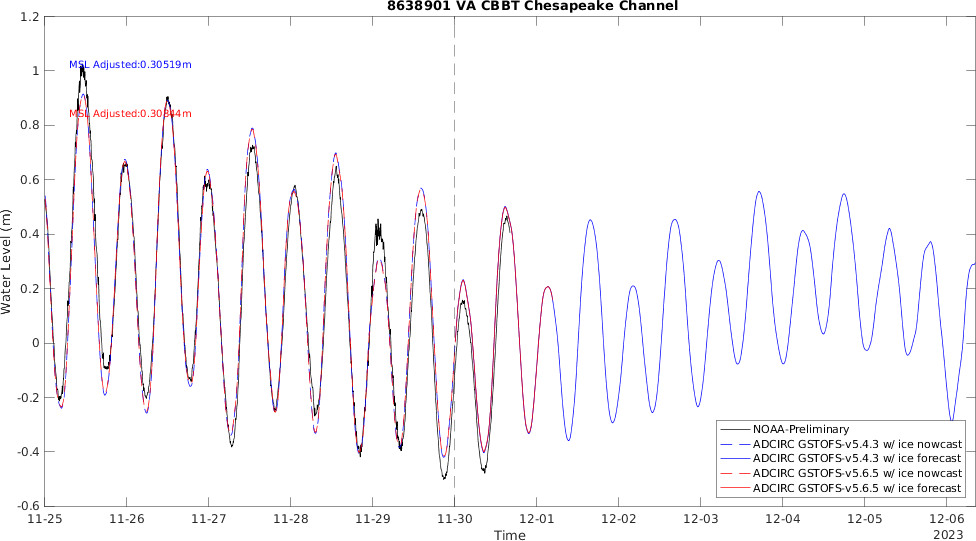 8638901 VA CBBT Chesapeake Channel
1.2
1
0.8
0.6
0.4
0.2
0
-0.2
-0.4
-0.6
Water Level (m)
MSL Adjusted:0.30519m
MSL Adjusted:0.30344m
NOAA-Preliminary
ADCIRC GSTOFS-v5.4.3 w/ ice nowcast
ADCIRC GSTOFS-v5.4.3 w/ ice forecast
ADCIRC GSTOFS-v5.6.5 w/ ice nowcast
ADCIRC GSTOFS-v5.6.5 w/ ice forecast
11-25 11-26 11-27 11-28 11-29 11-30 12-01 12-02 12-03 12-04 12-05 12-06
Time
2023